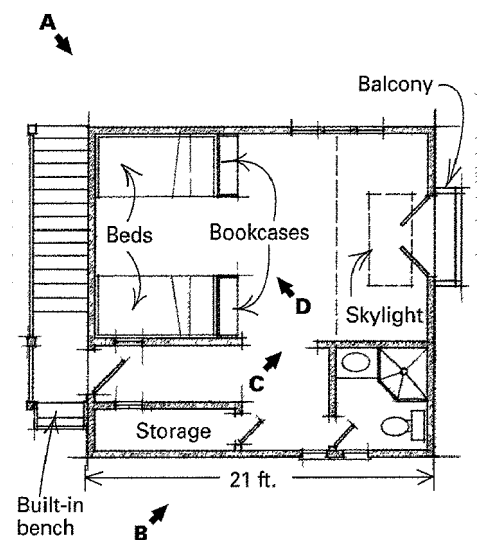 A
Balcony
Beds
Bookcases
D
Skylight
C
Storage
21 ft.
Built-in
bench
B